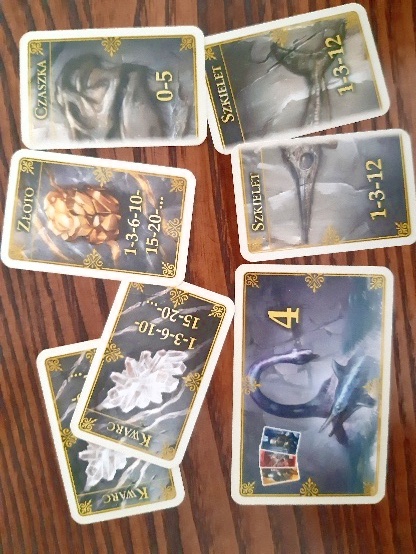 CZASZKA
0-5
SZKIELET
1-3-12
ZŁOTO
1-3-6-10-
15-20-...
SZKIELET
1-3-12
4
1-3-6-10-
15-20-...
KWARC
KWARC